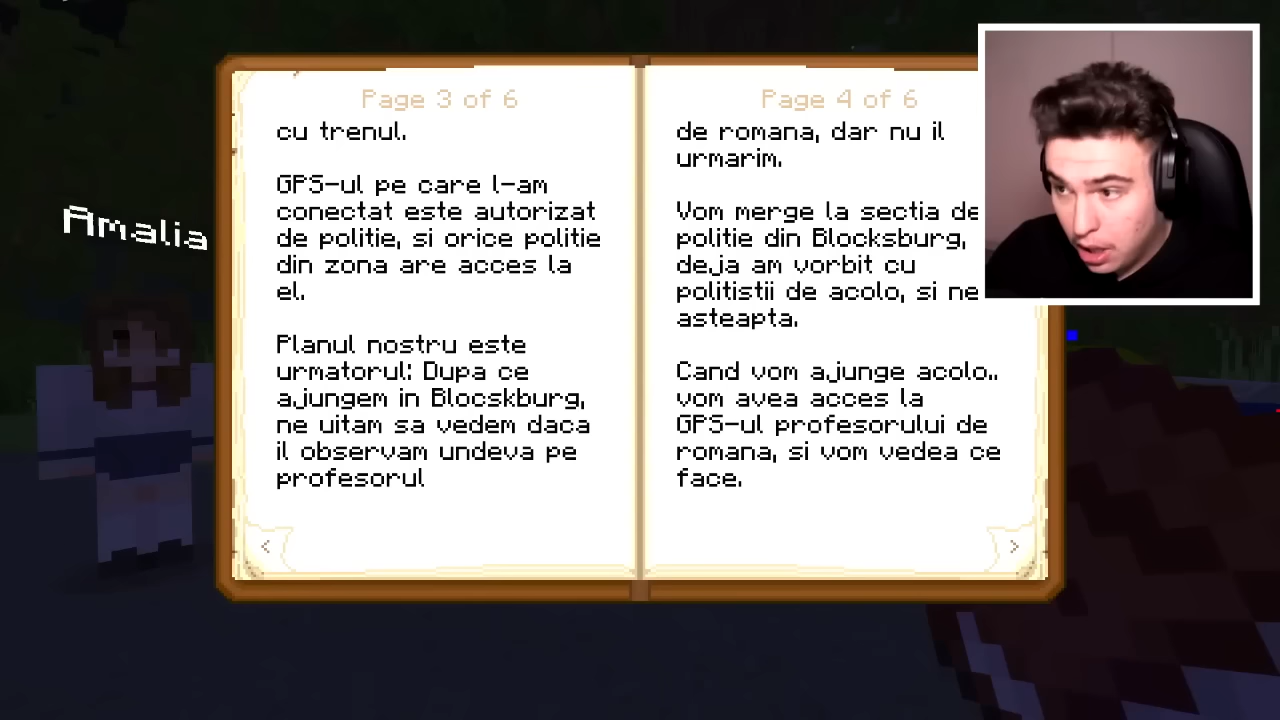 Page 3 of 6
cu trenul.
GPS-ul pe care l-am
conectat este autorizat
de politie, si orice politie
din zona are acces la
el.
Planul nostru este
urmatorul: Dupa ce
ajungem in Blocskburg,
ne uitam sa vedem daca
il observam undeva pe
profesorul
Page 4 of 6
de romana, dar nu il
urmarim.
Vom merge la sectia de
politie din Blocksburg,
deja am vorbit cu
politistii de acolo, si ne
asteapta.
Cand vom ajunge acolo..
vom avea acces la
GPS-ul profesorului de
romana, si vom vedea ce
face.
Amalia